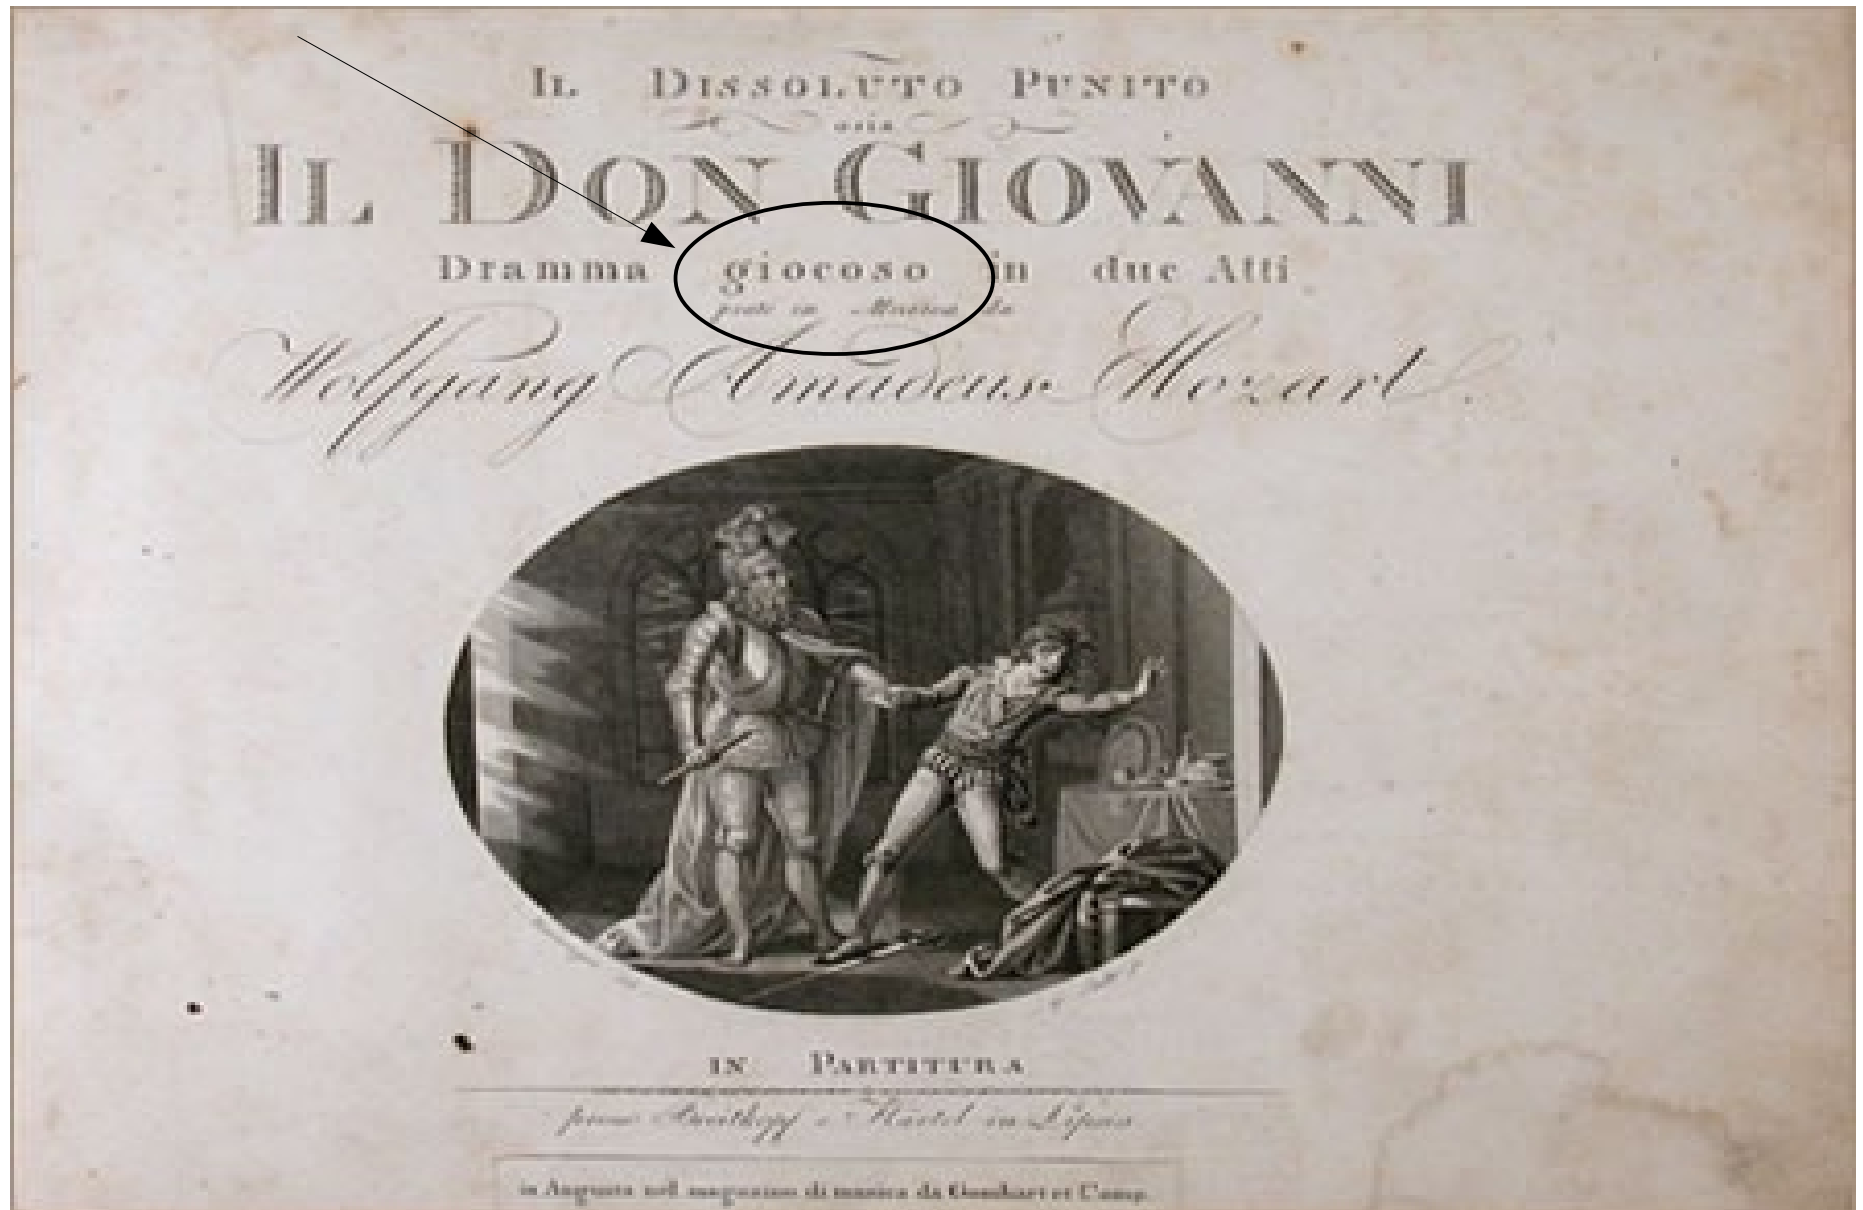 IL DISSOLUTO PUNITO
osia
IL DON GIOVANNI
Dramma giocoso in due Atti
posto in Musica da
Wolfgang Amadeus Mozart.
IN PARTITURA
presso Breitkopf e Härtel in Lipsia
in Augusta nel magazino di musica da Gombart et Comp.